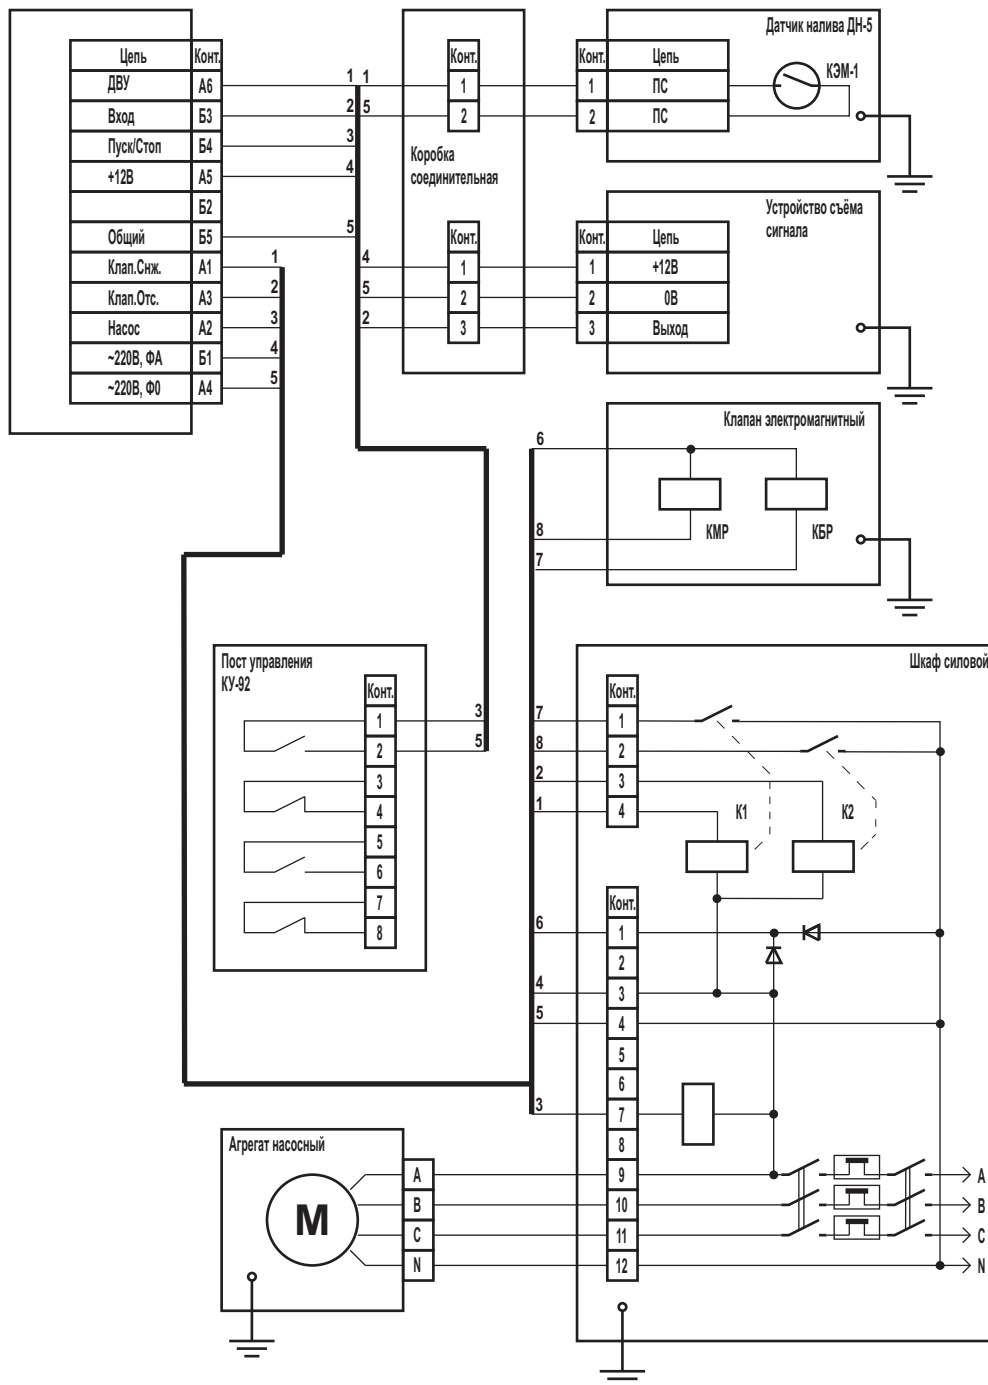 Цепь Конт.
ДВУ А6
Вход Б3
Пуск/Стоп Б4
+12В А5
Б2
Общий Б5
Клап.Снж. А1
Клап.Отс. А3
Насос А2
~220В, ФА Б1
~220В, Ф0 А4
1 1
2 5
3
4
5
1
2
3
4
5
4
5
2
Конт.
1
2
Коробка
соединительная
Конт.
1
2
3
Датчик налива ДН-5
Конт. Цепь
1 ПС
2 ПС
КЭМ-1
Устройство съёма
сигнала
Конт. Цепь
1 +12В
2 0В
3 Выход
Клапан электромагнитный
6
8
7
КМР КБР
Пост управления
КУ-92
Конт.
1
2
3
4
5
6
7
8
3
5
Шкаф силовой
7
8
2
1
Конт.
1
2
3
4
К1 К2
6
4
5
3
Конт.
1
2
3
4
5
6
7
8
9
10
11
12
A
B
C
N
Агрегат насосный
М
A
B
C
N